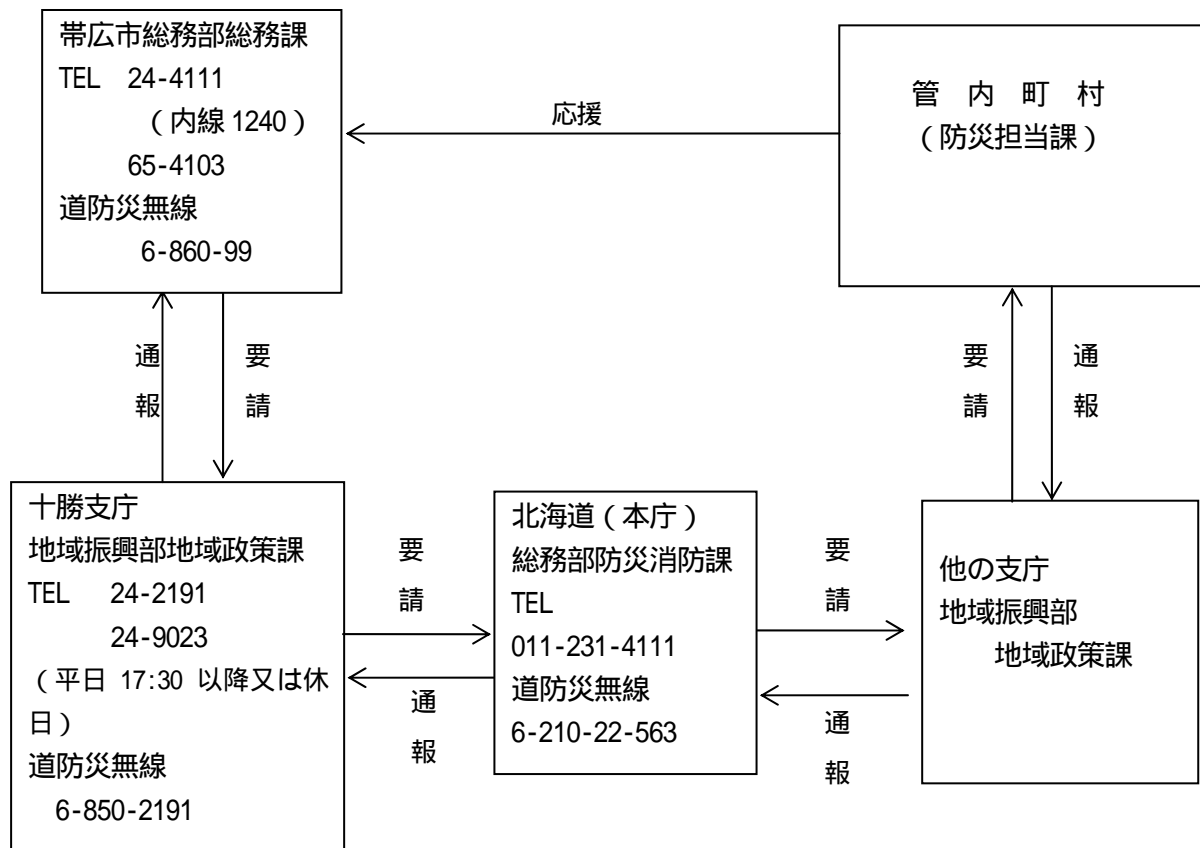 帯広市総務部総務課
TEL 24-4111
（内線 1240）
65-4103
道防災無線
6-860-99
応援
管 内 町 村
（防災担当課）
通報
要請
要請
通報
十勝支庁
地域振興部地域政策課
TEL 24-2191
24-9023
（平日 17:30 以降又は休
日）
道防災無線
6-850-2191
要請
通報
北海道（本庁）
総務部防災消防課
TEL
011-231-4111
道防災無線
6-210-22-563
要請
通報
他の支庁
地域振興部
地域政策課